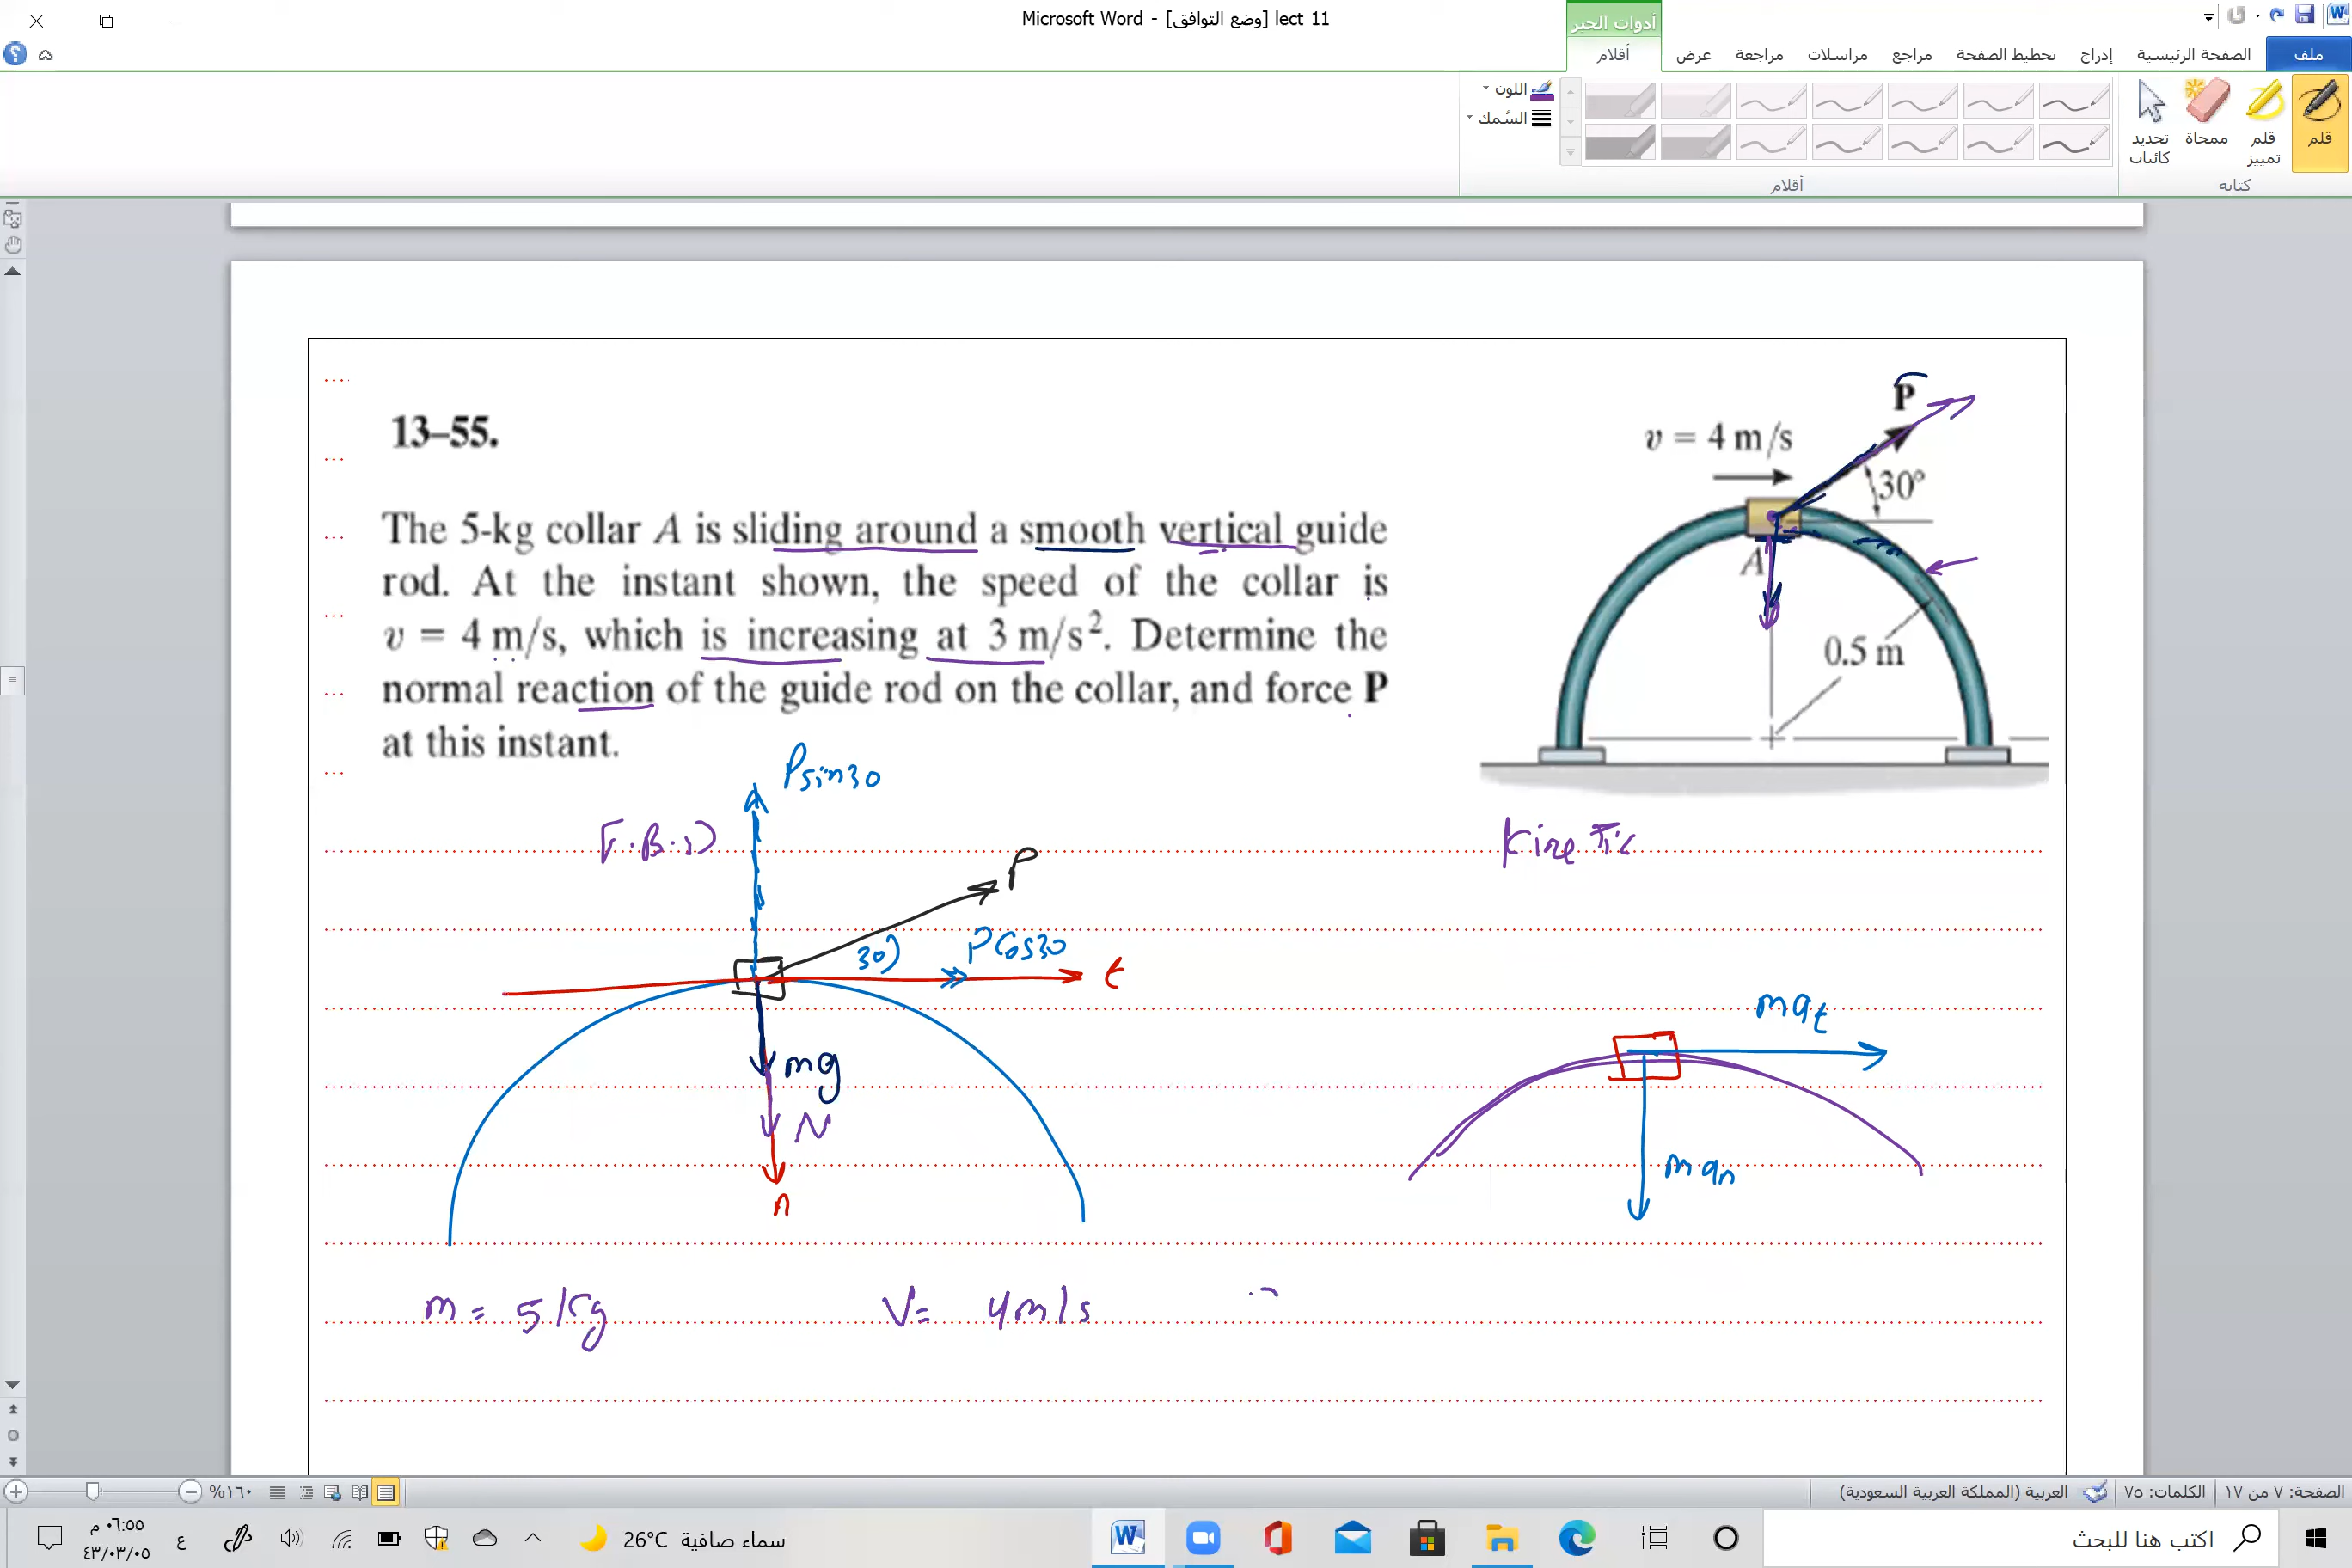 lect 11 [وضع التوافق] - Microsoft Word
أدوات الحبر
ملف
الصفحة الرئيسية
إدراج
تخطيط الصفحة
مراجع
مراسلات
مراجعة
عرض
أقلام
قلم
قلم تمييز
ممحاة
تحديد كائنات
اللون
السُمك
كتابة
أقلام
13–55.
The 5-kg collar A is sliding around a smooth vertical guide
rod. At the instant shown, the speed of the collar is
v = 4 m/s, which is increasing at 3 m/s². Determine the
normal reaction of the guide rod on the collar, and force P
at this instant.
P
v = 4 m/s
30°
A
0.5 m
Psin30
F.B.D
P
30
PCos30
t
mg
N
n
Kinetic
mat
man
m = 5 kg
V= 4m/s
الصفحة: ٧ من ١٧
الكلمات: ٧٥
العربية (المملكة العربية السعودية)
%١٦٠
اكتب هنا للبحث
26°C سماء صافية
ع
٠٦:٥٥ م
٤٣/٠٣/٠٥